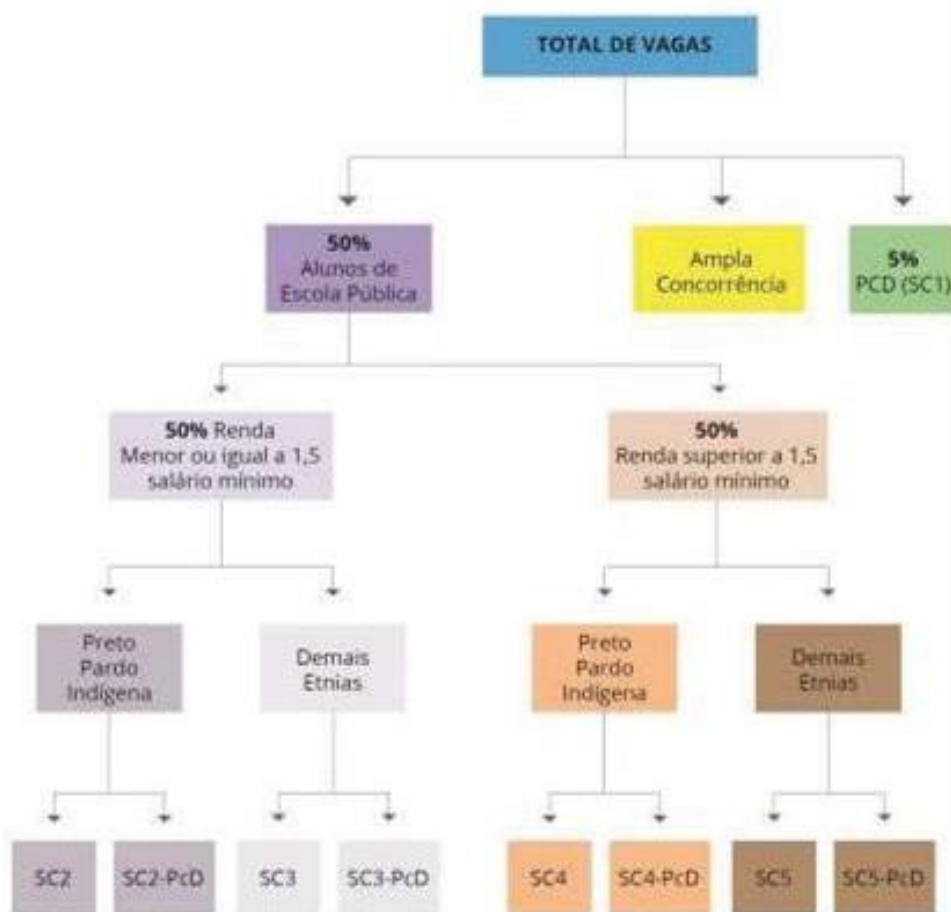 TOTAL DE VAGAS
50%
Alunos de
Escola Pública
Ampla
Concorrência
5%
PCD (SC1)
50% Renda
Menor ou igual a 1,5
salário mínimo
50%
Renda superior a 1,5
salário mínimo
Preto
Pardo
Indígena
Demais
Etnias
Preto
Pardo
Indígena
Demais
Etnias
SC2
SC2-PcD
SC3
SC3-PcD
SC4
SC4-PcD
SC5
SC5-PcD